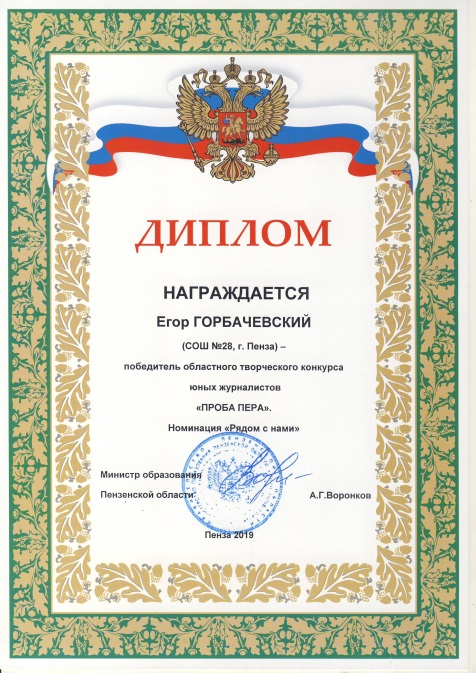 ДИПЛОМ
НАГРАЖДАЕТСЯ
Егор ГОРБАЧЕВСКИЙ
(СОШ №28, г. Пенза) –
победитель областного творческого конкурса
юных журналистов
«ПРОБА ПЕРА».
Номинация «Рядом с нами»
Министр образования
Пензенской области
А.Г.Воронков
Пенза 2019